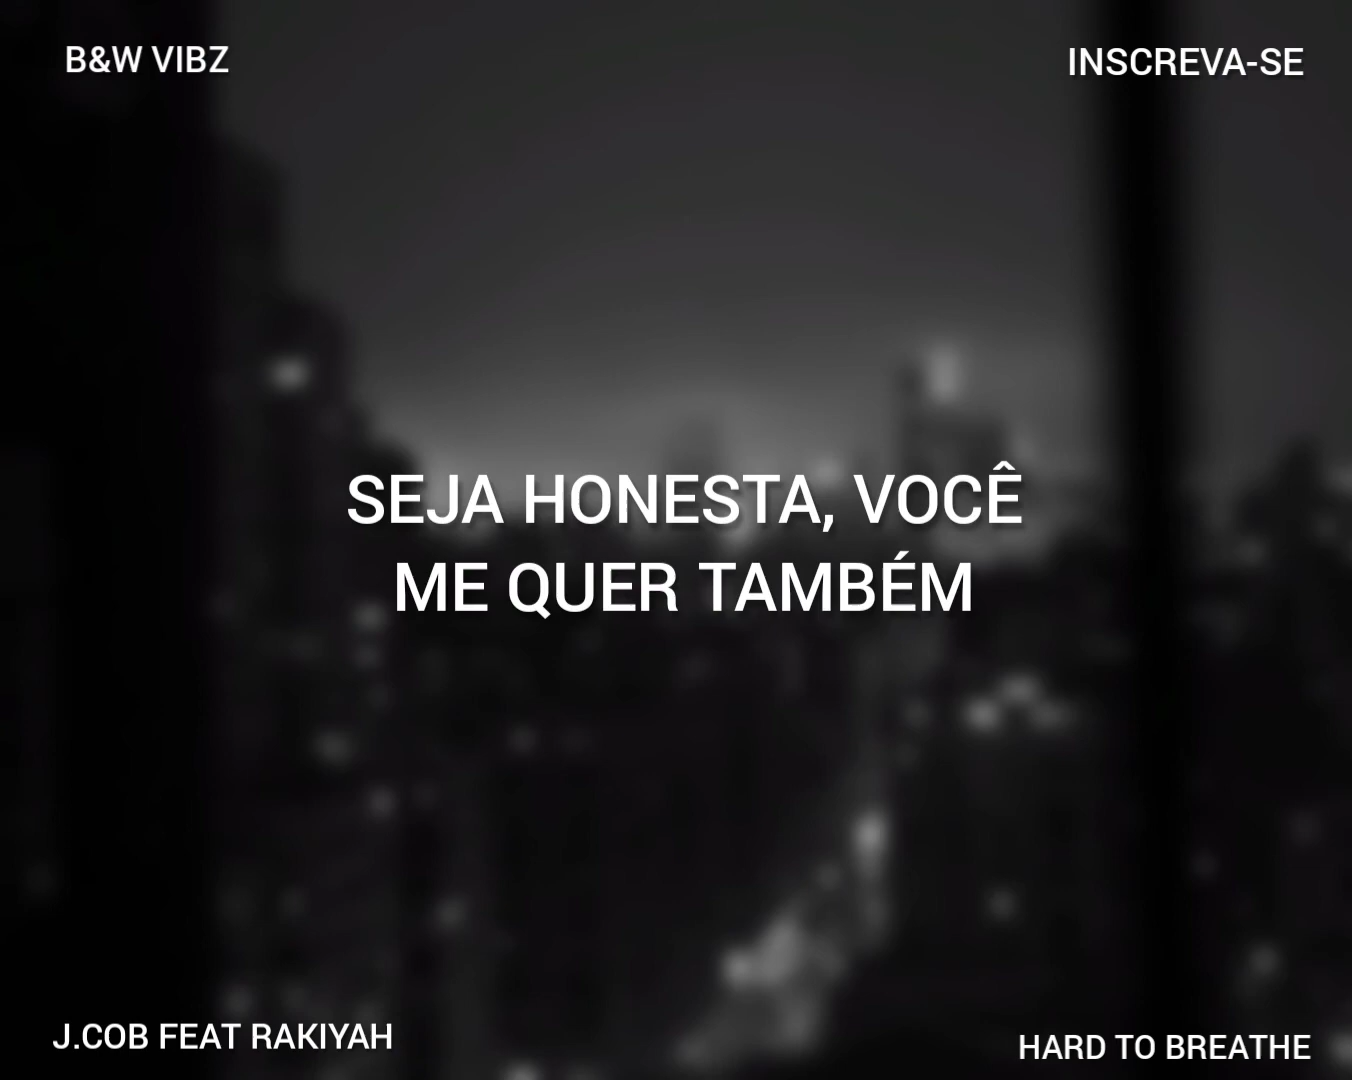 B&W VIBZ
INSCREVA-SE
SEJA HONESTA, VOCÊ
ME QUER TAMBÉM
J.COB FEAT RAKIYAH
HARD TO BREATHE